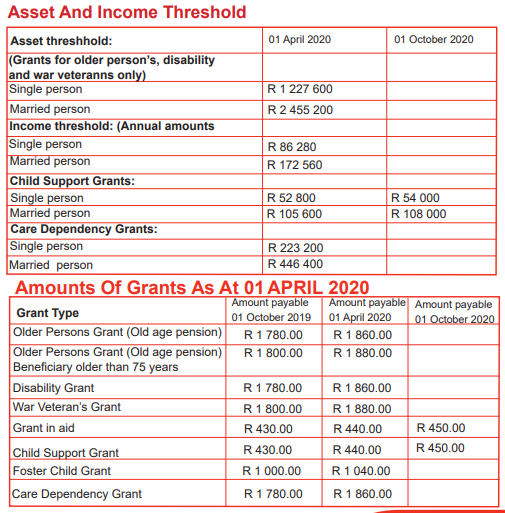 Asset And Income Threshold
Asset threshhold: 01 April 2020 01 October 2020
(Grants for older person's, disability
and war veteranns only)
Single person R 1 227 600
Married person R 2 455 200
Income threshold: (Annual amounts
Single person R 86 280
Married person R 172 560
Child Support Grants:
Single person R 52 800 R 54 000
Married person R 105 600 R 108 000
Care Dependency Grants:
Single person R 223 200
Married person R 446 400
Amounts Of Grants As At 01 APRIL 2020
Grant Type Amount payable 01 October 2019 Amount payable 01 April 2020 Amount payable 01 October 2020
Older Persons Grant (Old age pension) R 1 780.00 R 1 860.00
Older Persons Grant (Old age pension) R 1 800.00 R 1 880.00
Beneficiary older than 75 years
Disability Grant R 1 780.00 R 1 860.00
War Veteran's Grant R 1 800.00 R 1 880.00
Grant in aid R 430.00 R 440.00 R 450.00
Child Support Grant R 430.00 R 440.00 R 450.00
Foster Child Grant R 1 000.00 R 1 040.00
Care Dependency Grant R 1 780.00 R 1 860.00